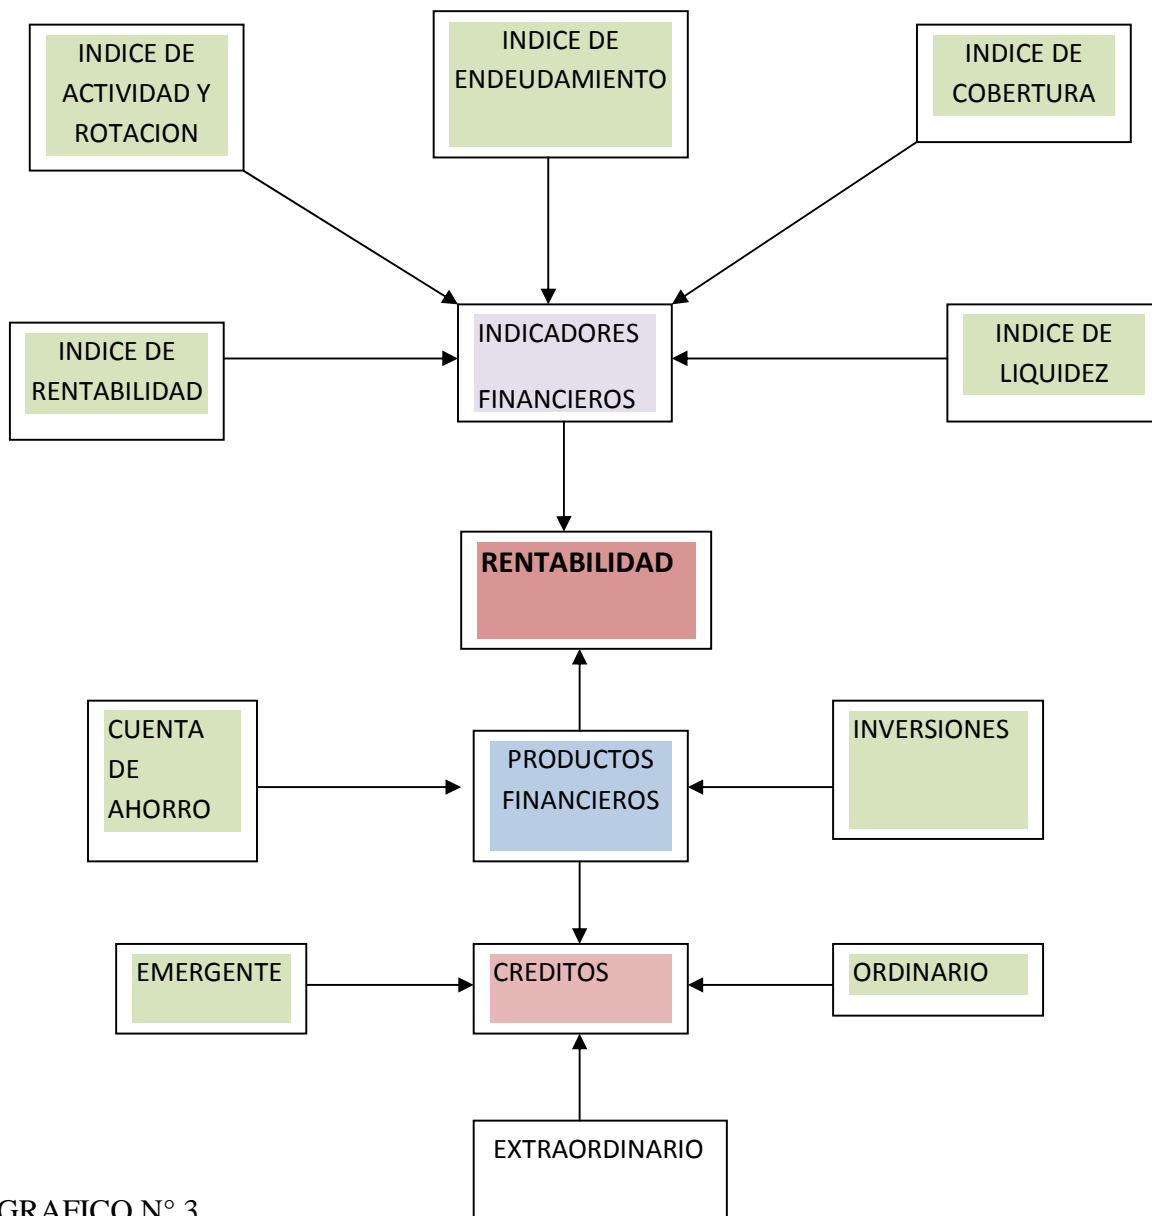 INDICE DE
ACTIVIDAD Y
ROTACION
INDICE DE
ENDEUDAMIENTO
INDICE DE
COBERTURA
INDICE DE
RENTABILIDAD
INDICADORES
FINANCIEROS
INDICE DE
LIQUIDEZ
RENTABILIDAD
CUENTA
DE
AHORRO
PRODUCTOS
FINANCIEROS
INVERSIONES
EMERGENTE
CREDITOS
ORDINARIO
EXTRAORDINARIO
GRAFICO N° 3